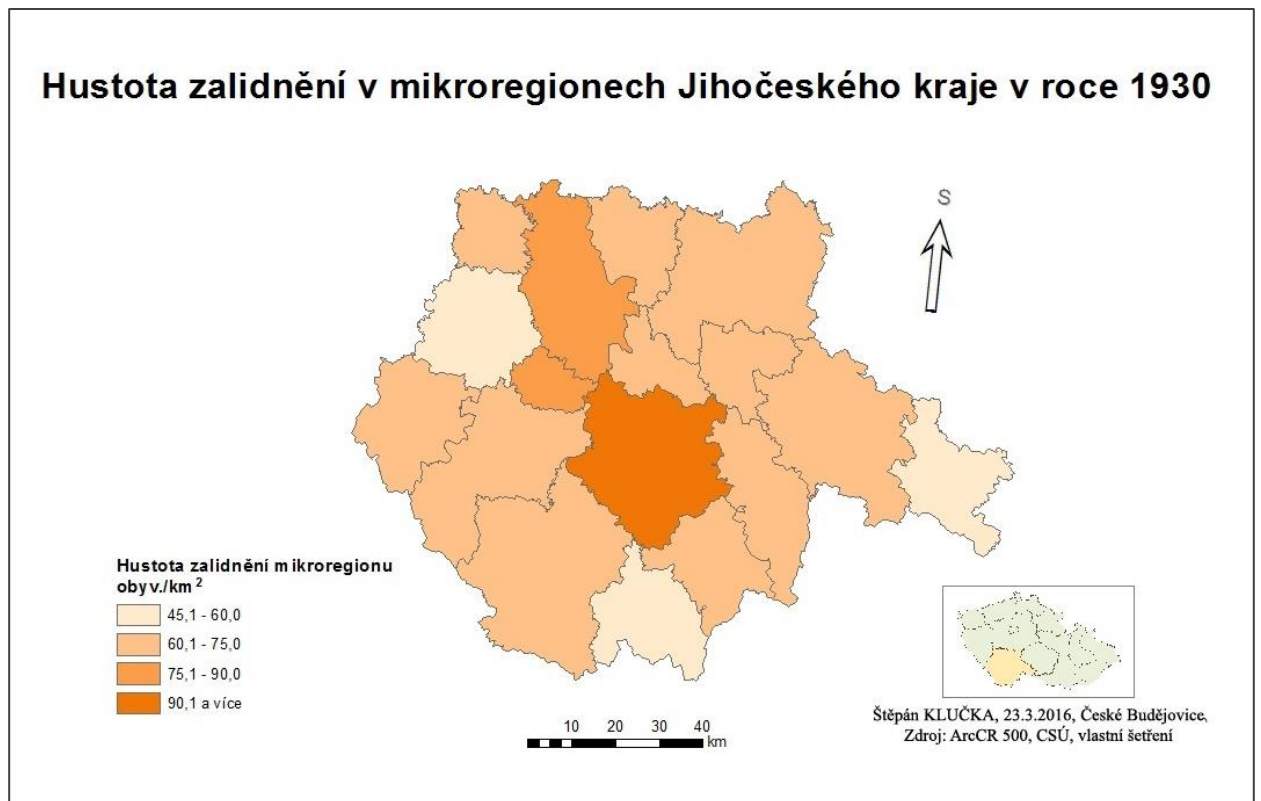 Hustota zalidnění v mikroregionech Jihočeského kraje v roce 1930
S
Hustota zalidnění mikroregionu
obyv./km²
45,1 - 60,0
60,1 - 75,0
75,1 - 90,0
90,1 a více
10 20 30 40
km
Štěpán KLUČKA, 23.3.2016, České Budějovice,
Zdroj: ArcCR 500, CSÚ, vlastní šetření